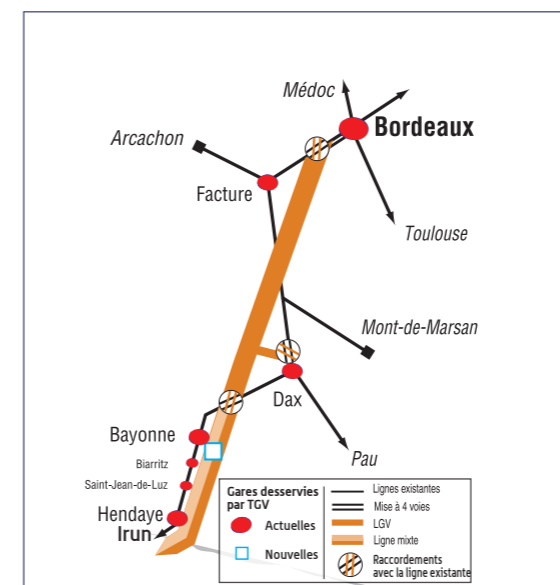 Médoc
Bordeaux
Arcachon
Facture
Toulouse
Mont-de-Marsan
Dax
Bayonne
Biarritz
Pau
Saint-Jean-de-Luz
Hendaye
Irun
Gares desservies
par TGV
Actuelles
Nouvelles
Lignes existantes
Mise à 4 voies
LGV
Ligne mixte
Raccordements
avec la ligne existante